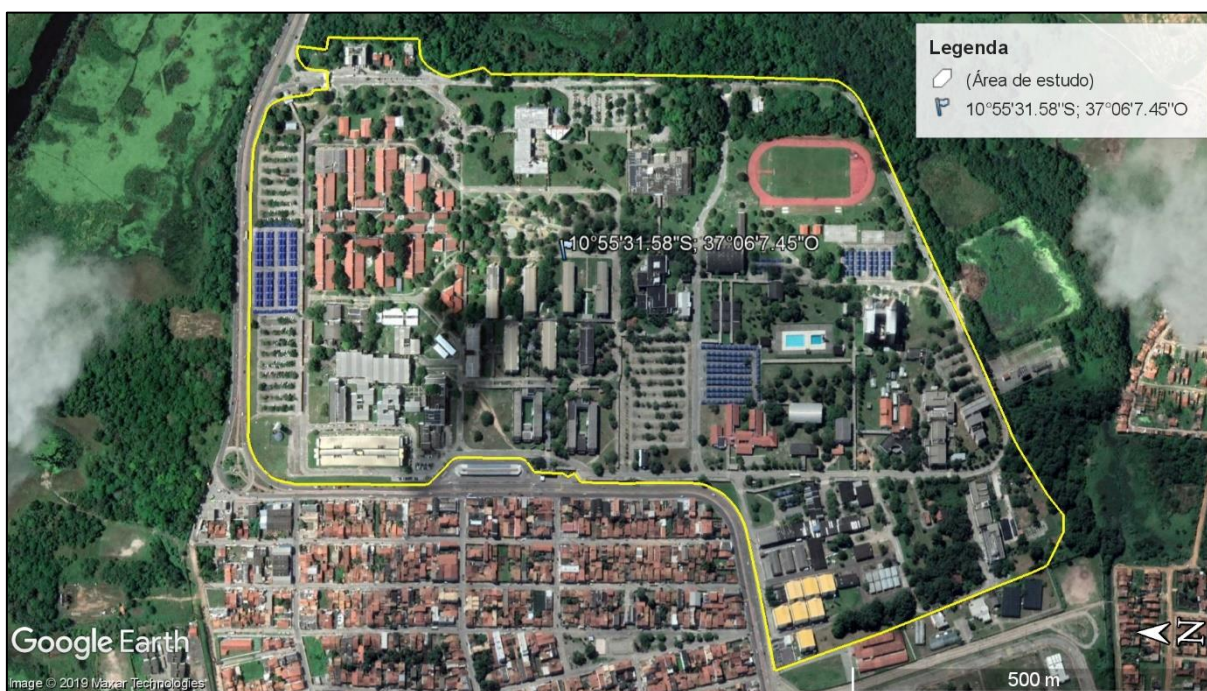 Legenda
(Área de estudo)
10°55'31.58"S; 37°06'7.45"O
10°55'31.58"S; 37°06'7.45"O
Google Earth
Image © 2019 Maxar Technologies
N
500 m